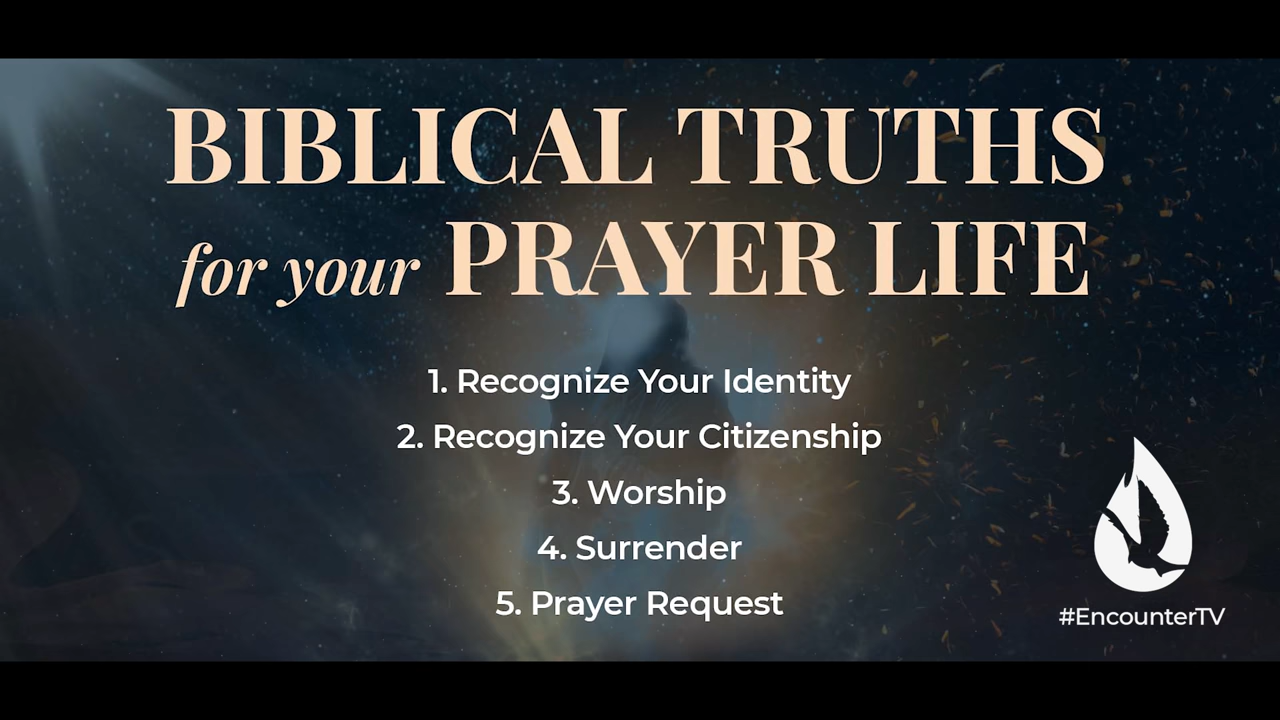 BIBLICAL TRUTHS
for your PRAYER LIFE
1. Recognize Your Identity
2. Recognize Your Citizenship
3. Worship
4. Surrender
5. Prayer Request
#EncounterTV